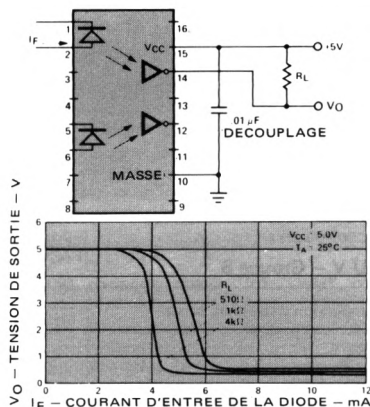 1
16
IF
2
VCC
15
+5V
3
14
RL
VO
4
13
5
12
.01 µF
DECOUPLAGE
6
11
MASSE
7
10
8
9
VO – TENSION DE SORTIE – V
6
5
4
3
2
1
0
VCC 5.0V
TA 25°C
RL
510Ω
1kΩ
4kΩ
0 2 4 6 8 10 12
IF – COURANT D'ENTREE DE LA DIODE – mA